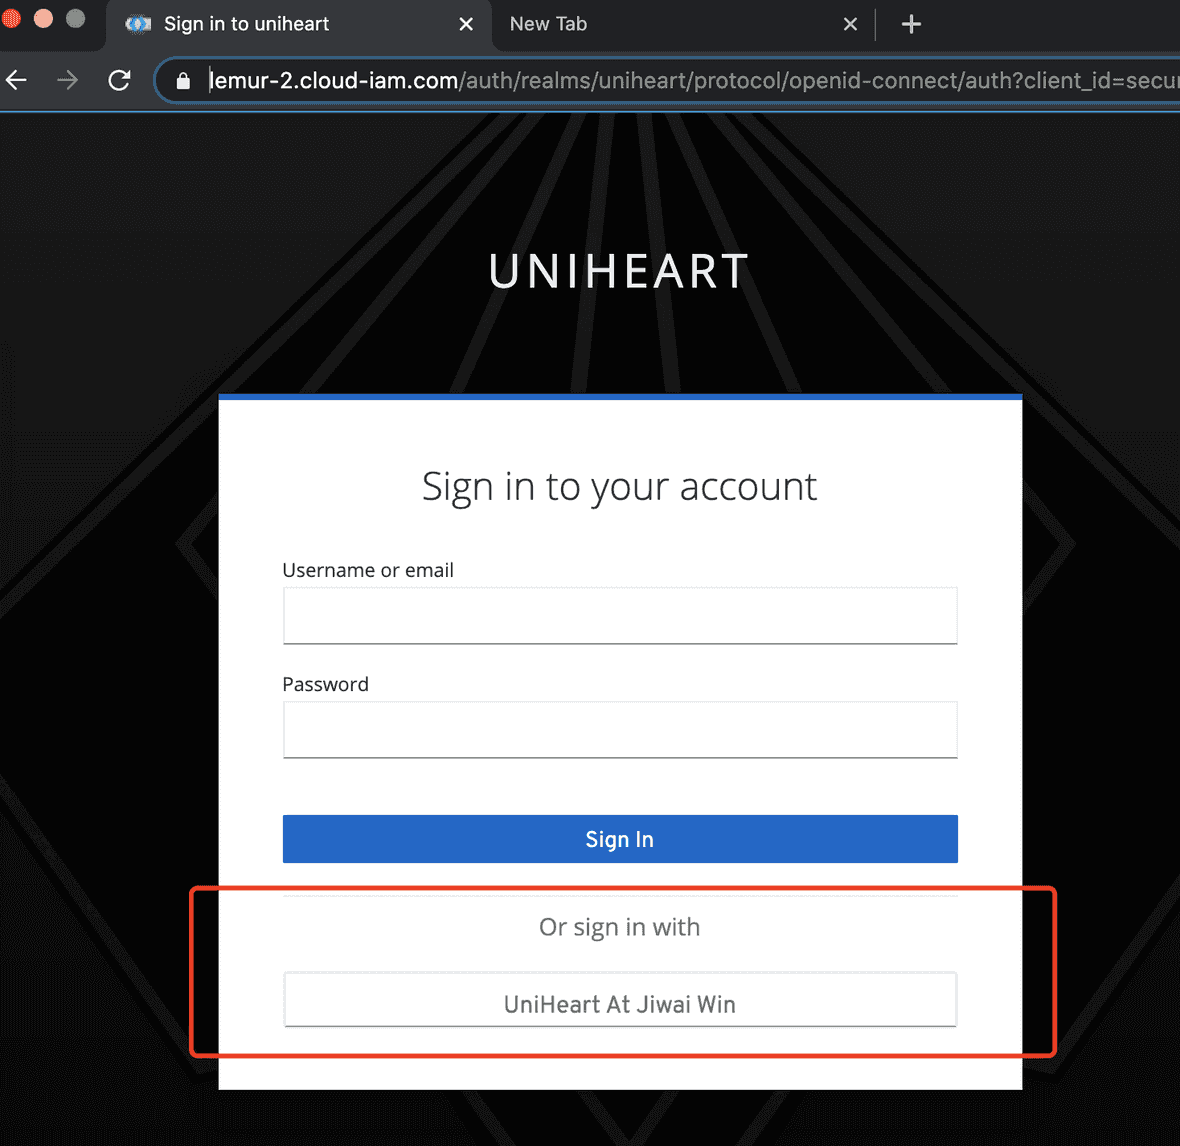 Sign in to uniheart
New Tab
lemur-2.cloud-iam.com/auth/realms/uniheart/protocol/openid-connect/auth?client_id=secu
UNIHEART
Sign in to your account
Username or email
Password
Sign In
Or sign in with
UniHeart At Jiwai Win